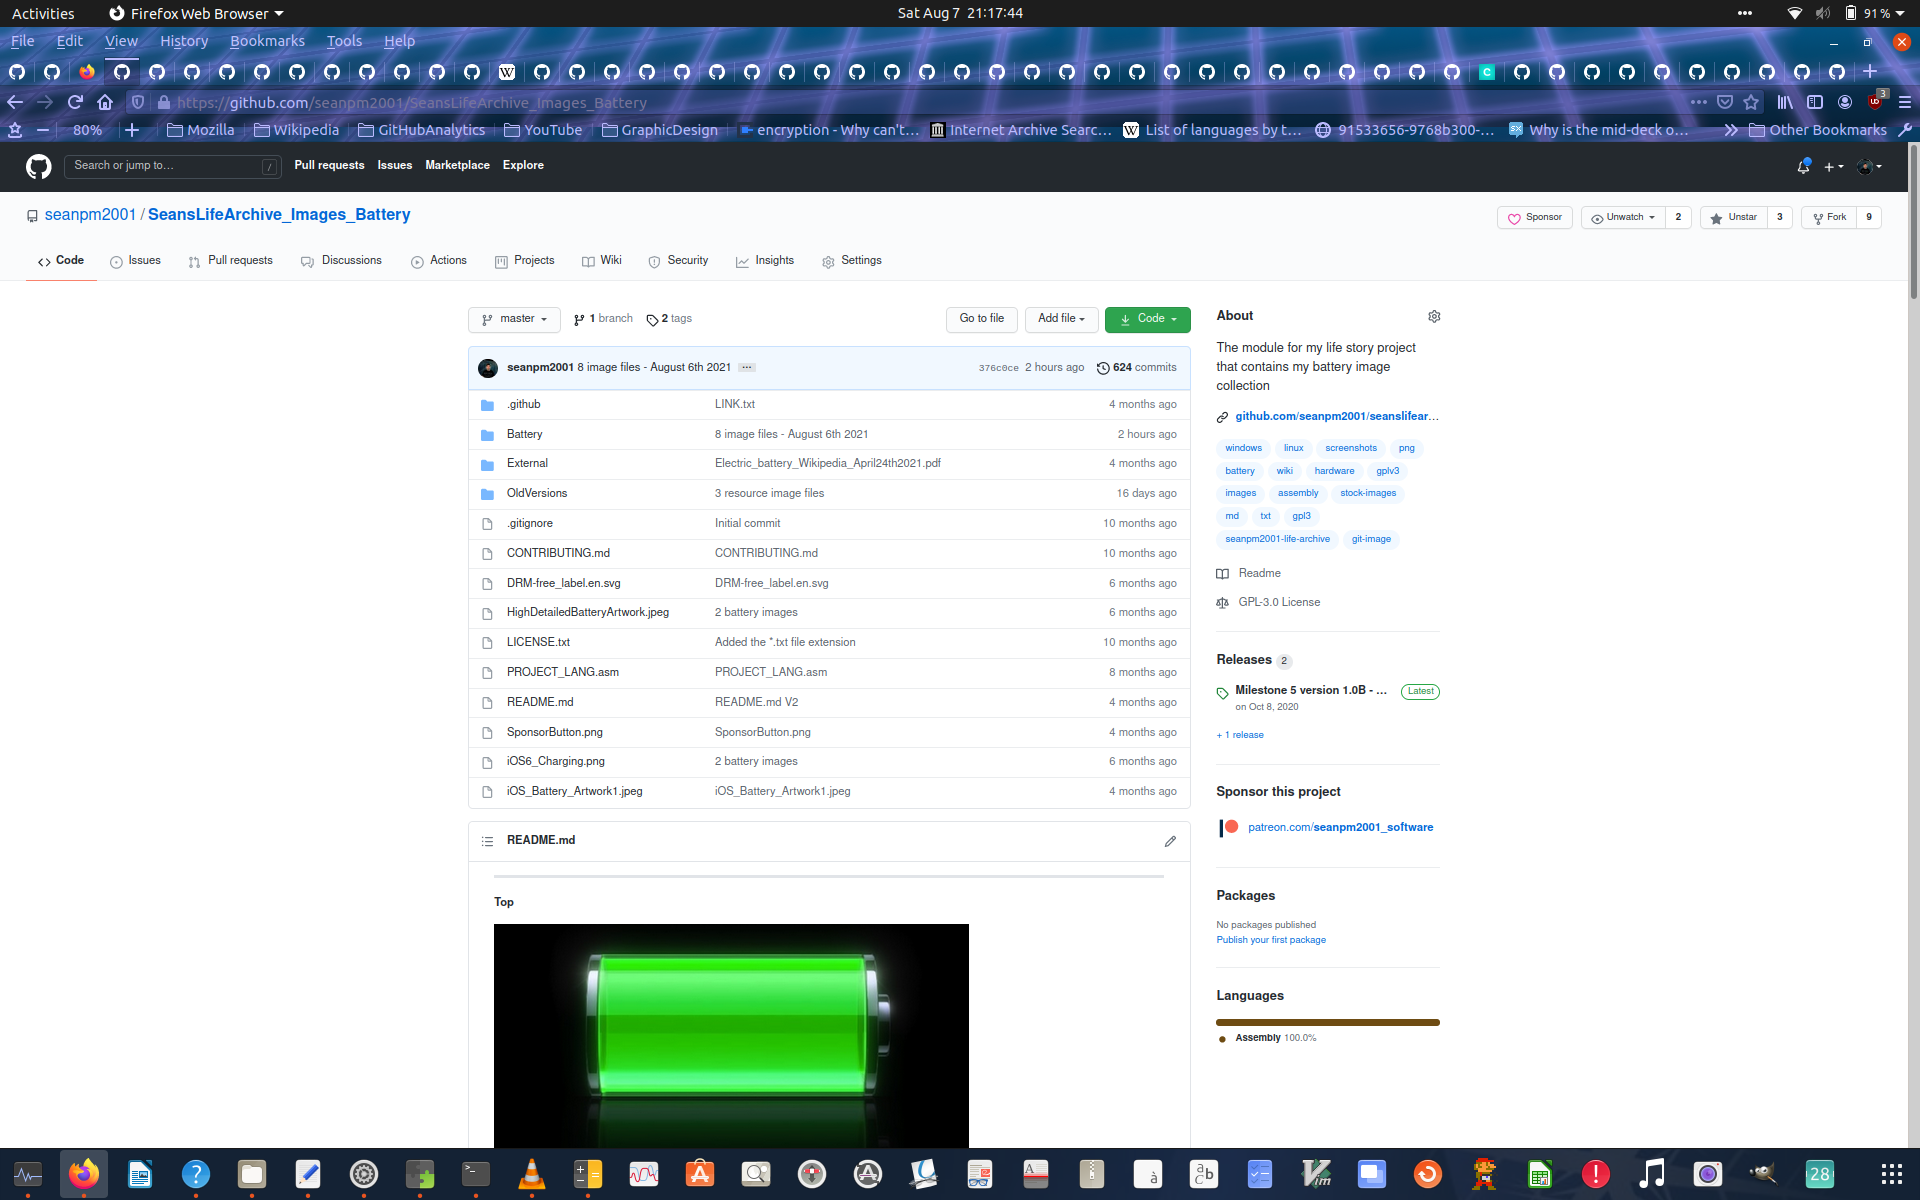 Activities Firefox Web Browser Sat Aug 7 21:17:44 91 %
File Edit View History Bookmarks Tools Help
https://github.com/seanpm2001/SeansLifeArchive_Images_Battery
80% Mozilla Wikipedia GitHubAnalytics YouTube GraphicDesign encryption - Why can't… Internet Archive Searc… List of languages by t… 91533656-9768b300-… Why is the mid-deck o… Other Bookmarks
Search or jump to… / Pull requests Issues Marketplace Explore
seanpm2001 / SeansLifeArchive_Images_Battery
Sponsor Unwatch 2 Unstar 3 Fork 9
Code Issues Pull requests Discussions Actions Projects Wiki Security Insights Settings
master 1 branch 2 tags Go to file Add file Code
seanpm2001 8 image files - August 6th 2021 … 376c0ce 2 hours ago 624 commits
.github LINK.txt 4 months ago
Battery 8 image files - August 6th 2021 2 hours ago
External Electric_battery_Wikipedia_April24th2021.pdf 4 months ago
OldVersions 3 resource image files 16 days ago
.gitignore Initial commit 10 months ago
CONTRIBUTING.md CONTRIBUTING.md 10 months ago
DRM-free_label.en.svg DRM-free_label.en.svg 6 months ago
HighDetailedBatteryArtwork.jpeg 2 battery images 6 months ago
LICENSE.txt Added the *.txt file extension 10 months ago
PROJECT_LANG.asm PROJECT_LANG.asm 8 months ago
README.md README.md V2 4 months ago
SponsorButton.png SponsorButton.png 4 months ago
iOS6_Charging.png 2 battery images 6 months ago
iOS_Battery_Artwork1.jpeg iOS_Battery_Artwork1.jpeg 4 months ago
README.md
Top
About
The module for my life story project
that contains my battery image
collection
github.com/seanpm2001/seanslifear…
windows linux screenshots png
battery wiki hardware gplv3
images assembly stock-images
md txt gpl3
seanpm2001-life-archive git-image
Readme
GPL-3.0 License
Releases 2
Milestone 5 version 1.0B - … Latest
on Oct 8, 2020
+ 1 release
Sponsor this project
patreon.com/seanpm2001_software
Packages
No packages published
Publish your first package
Languages
Assembly 100.0%
28